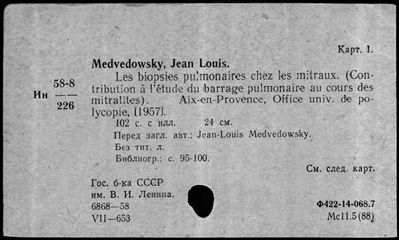 Карт. 1.
Medvedowsky, Jean Louis.
58-8
Ин
226
Les biopsies pulmonaires chez les mitraux. (Con-
tribution à l'étude du barrage pulmonaire au cours des
mitralites). Aix-en-Provence, Office univ. de po-
lycopie, [1957].
102 с. с илл. 24 см.
Перед загл. авт.: Jean-Louis Medvedowsky.
Без тит. л.
Библиогр.: с. 95-100.
См. след. карт.
Гос. б-ка СССР
им. В. И. Ленина.
6868—58
VII—653
Ф422-14-068.7
Мс11.5(88)